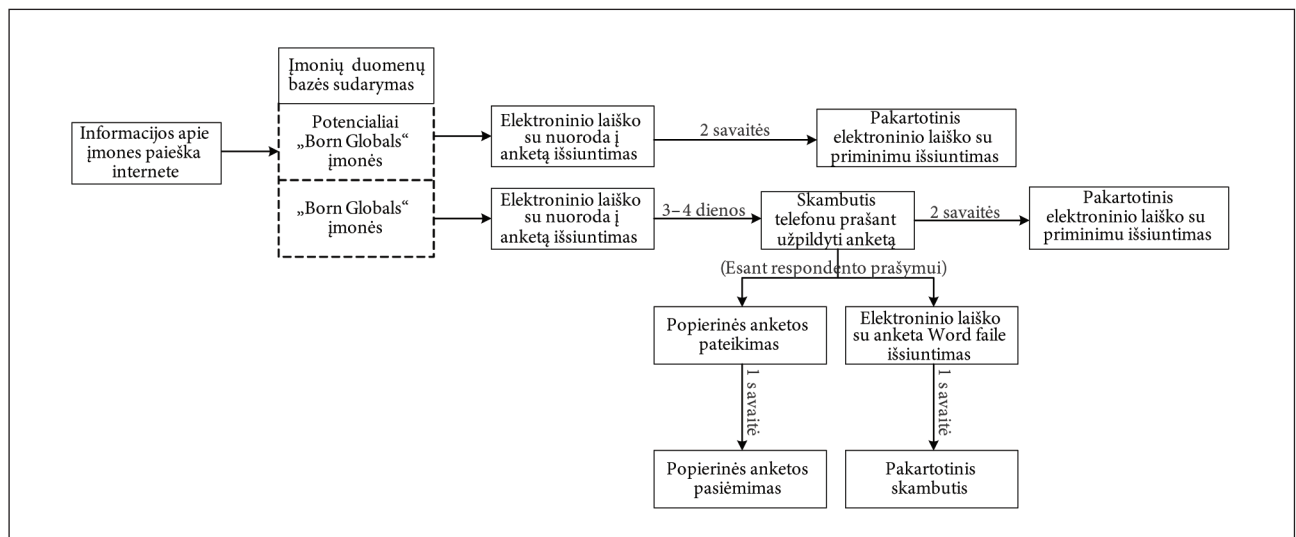 Informacijos apie
įmones paieška
internete
Įmonių duomenų
bazės sudarymas
Potencialiai
„Born Globals“
įmonės
„Born Globals“
įmonės
Elektroninio laiško
su nuoroda į
anketą išsiuntimas
2 savaitės
Pakartotinis
elektroninio laiško su
priminimu išsiuntimas
Elektroninio laiško
su nuoroda į
anketą išsiuntimas
3–4 dienos
Skambutis
telefonu prašant
užpildyti anketą
2 savaitės
Pakartotinis
elektroninio laiško su
priminimu išsiuntimas
(Esant respondento prašymui)
Popierinės anketos
pateikimas
1 savaitė
Popierinės anketos
pasiėmimas
Elektroninio laiško
su anketa Word faile
išsiuntimas
1 savaitė
Pakartotinis
skambutis